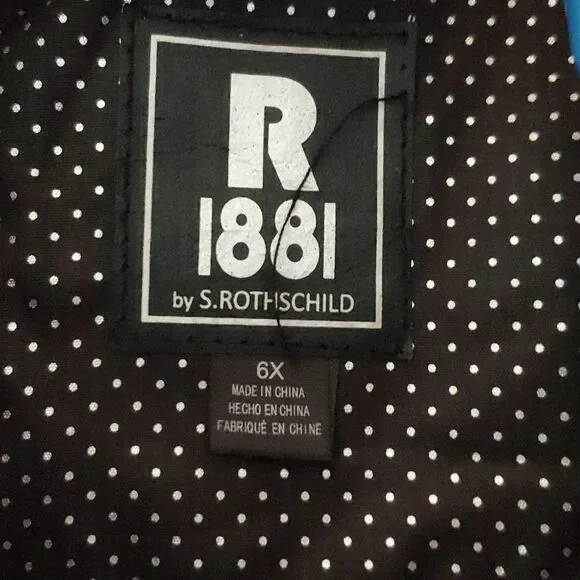 R
1881
by S.ROTHSCHILD
6X
MADE IN CHINA
HECHO EN CHINA
FABRIQUÉ EN CHINE